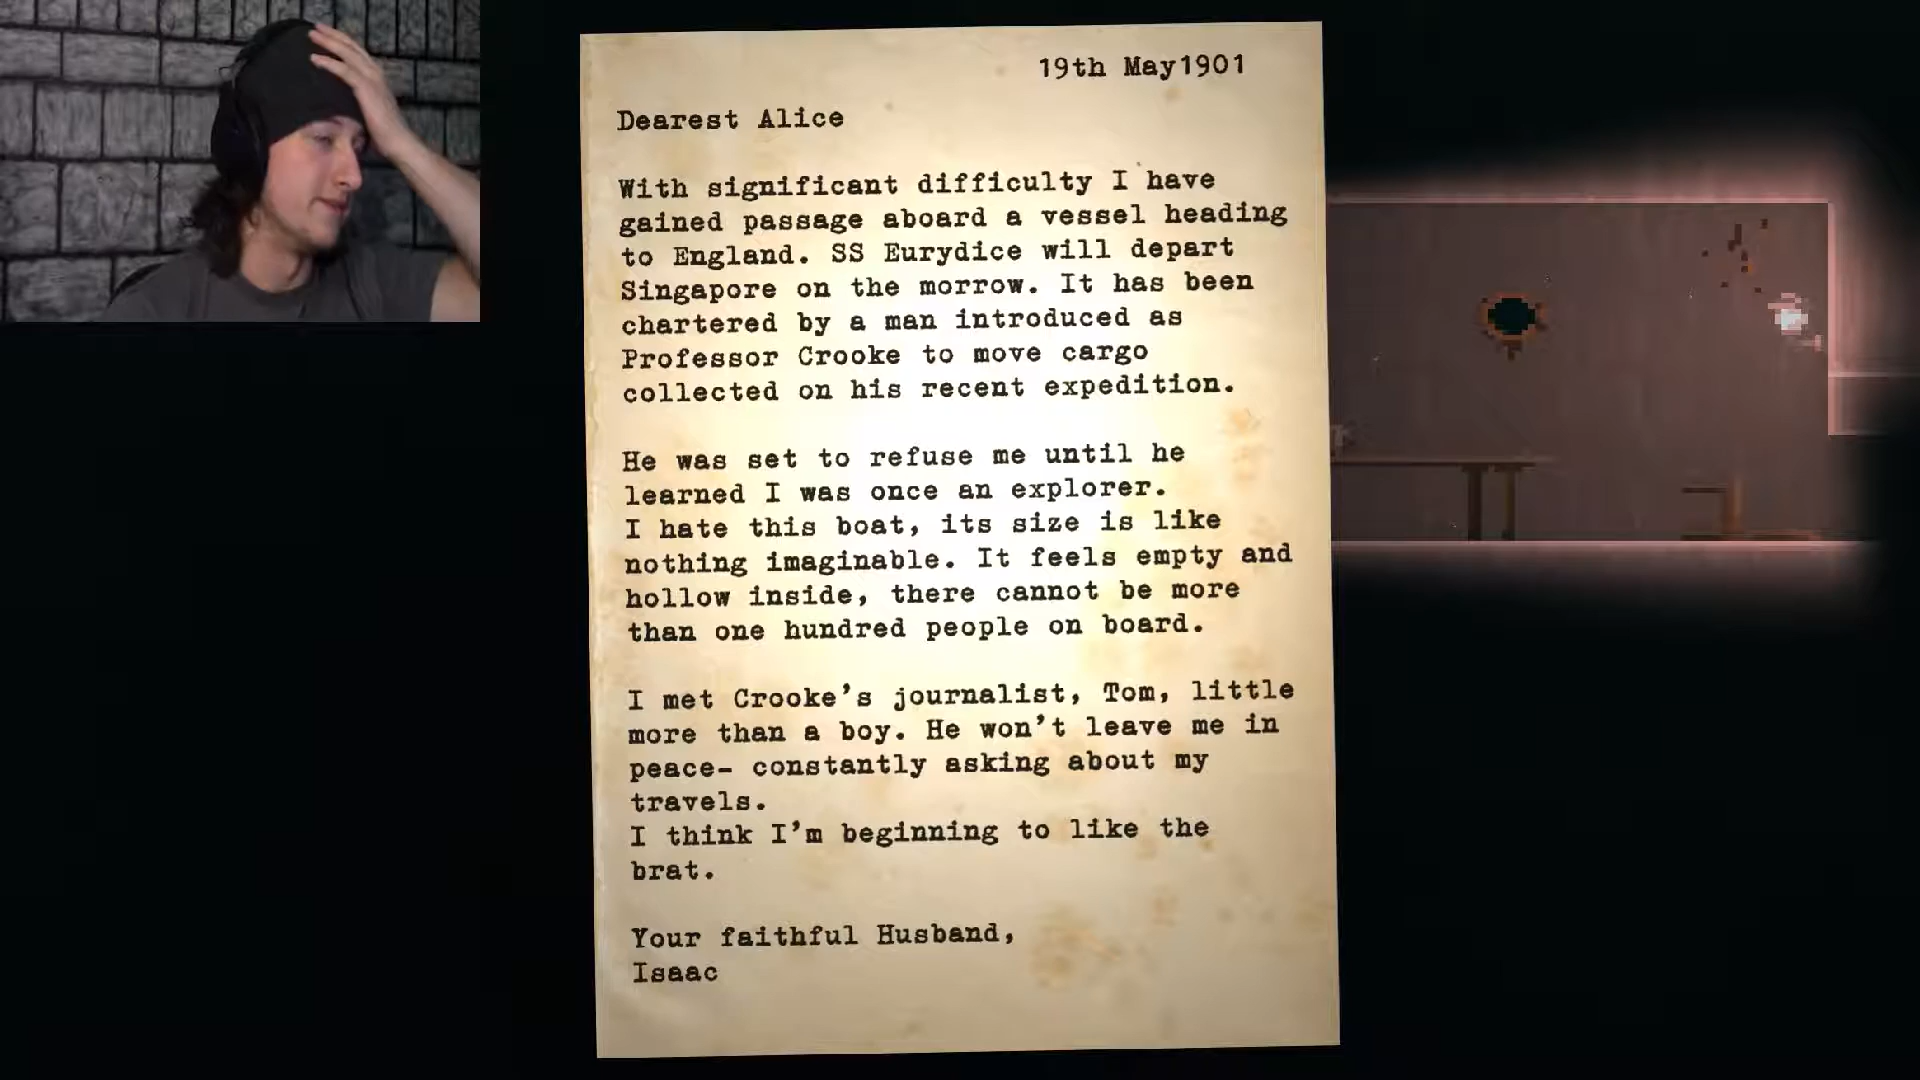 19th May1901
Dearest Alice
With significant difficulty I have
gained passage aboard a vessel heading
to England. SS Eurydice will depart
Singapore on the morrow. It has been
chartered by a man introduced as
Professor Crooke to move cargo
collected on his recent expedition.
He was set to refuse me until he
learned I was once an explorer.
I hate this boat, its size is like
nothing imaginable. It feels empty and
hollow inside, there cannot be more
than one hundred people on board.
I met Crooke's journalist, Tom, little
more than a boy. He won't leave me in
peace- constantly asking about my
travels.
I think I'm beginning to like the
brat.
Your faithful Husband,
Isaac